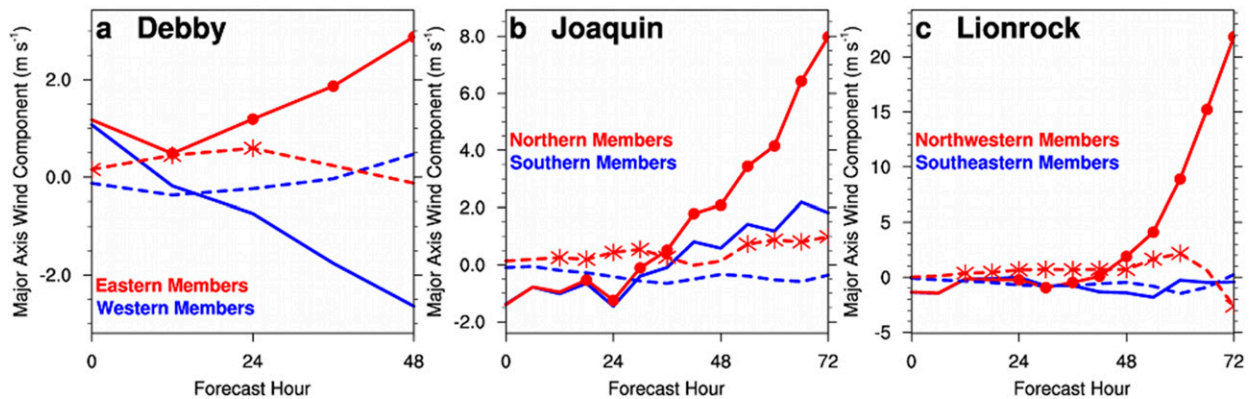 a Debby
Major Axis Wind Component (m s⁻¹)
2.0
0.0
-2.0
Eastern Members
Western Members
0 24 48
Forecast Hour
b Joaquin
Major Axis Wind Component (m s⁻¹)
8.0
6.0
4.0
2.0
0.0
-2.0
Northern Members
Southern Members
0 24 48 72
Forecast Hour
c Lionrock
Major Axis Wind Component (m s⁻¹)
20
15
10
5
0
-5
Northwestern Members
Southeastern Members
0 24 48 72
Forecast Hour